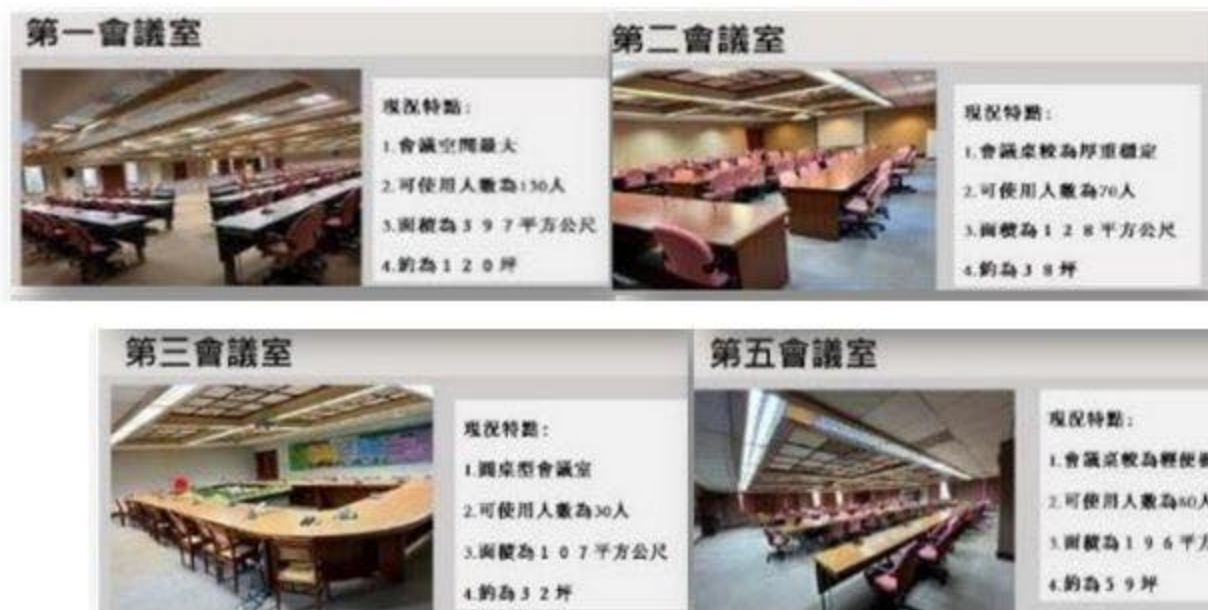 第一會議室
現況特點:
1.會議空間最大
2.可使用人數為130人
3.面積為397平方公尺
4.約為120坪
第二會議室
現況特點:
1.會議桌較為厚重穩定
2.可使用人數為70人
3.面積為128平方公尺
4.約為38坪
第三會議室
現況特點:
1.圓桌型會議室
2.可使用人數為30人
3.面積為107平方公尺
4.約為32坪
第五會議室
現況特點:
1.會議桌較為輕便
2.可使用人數為60人
3.面積為196平方
4.約為59坪